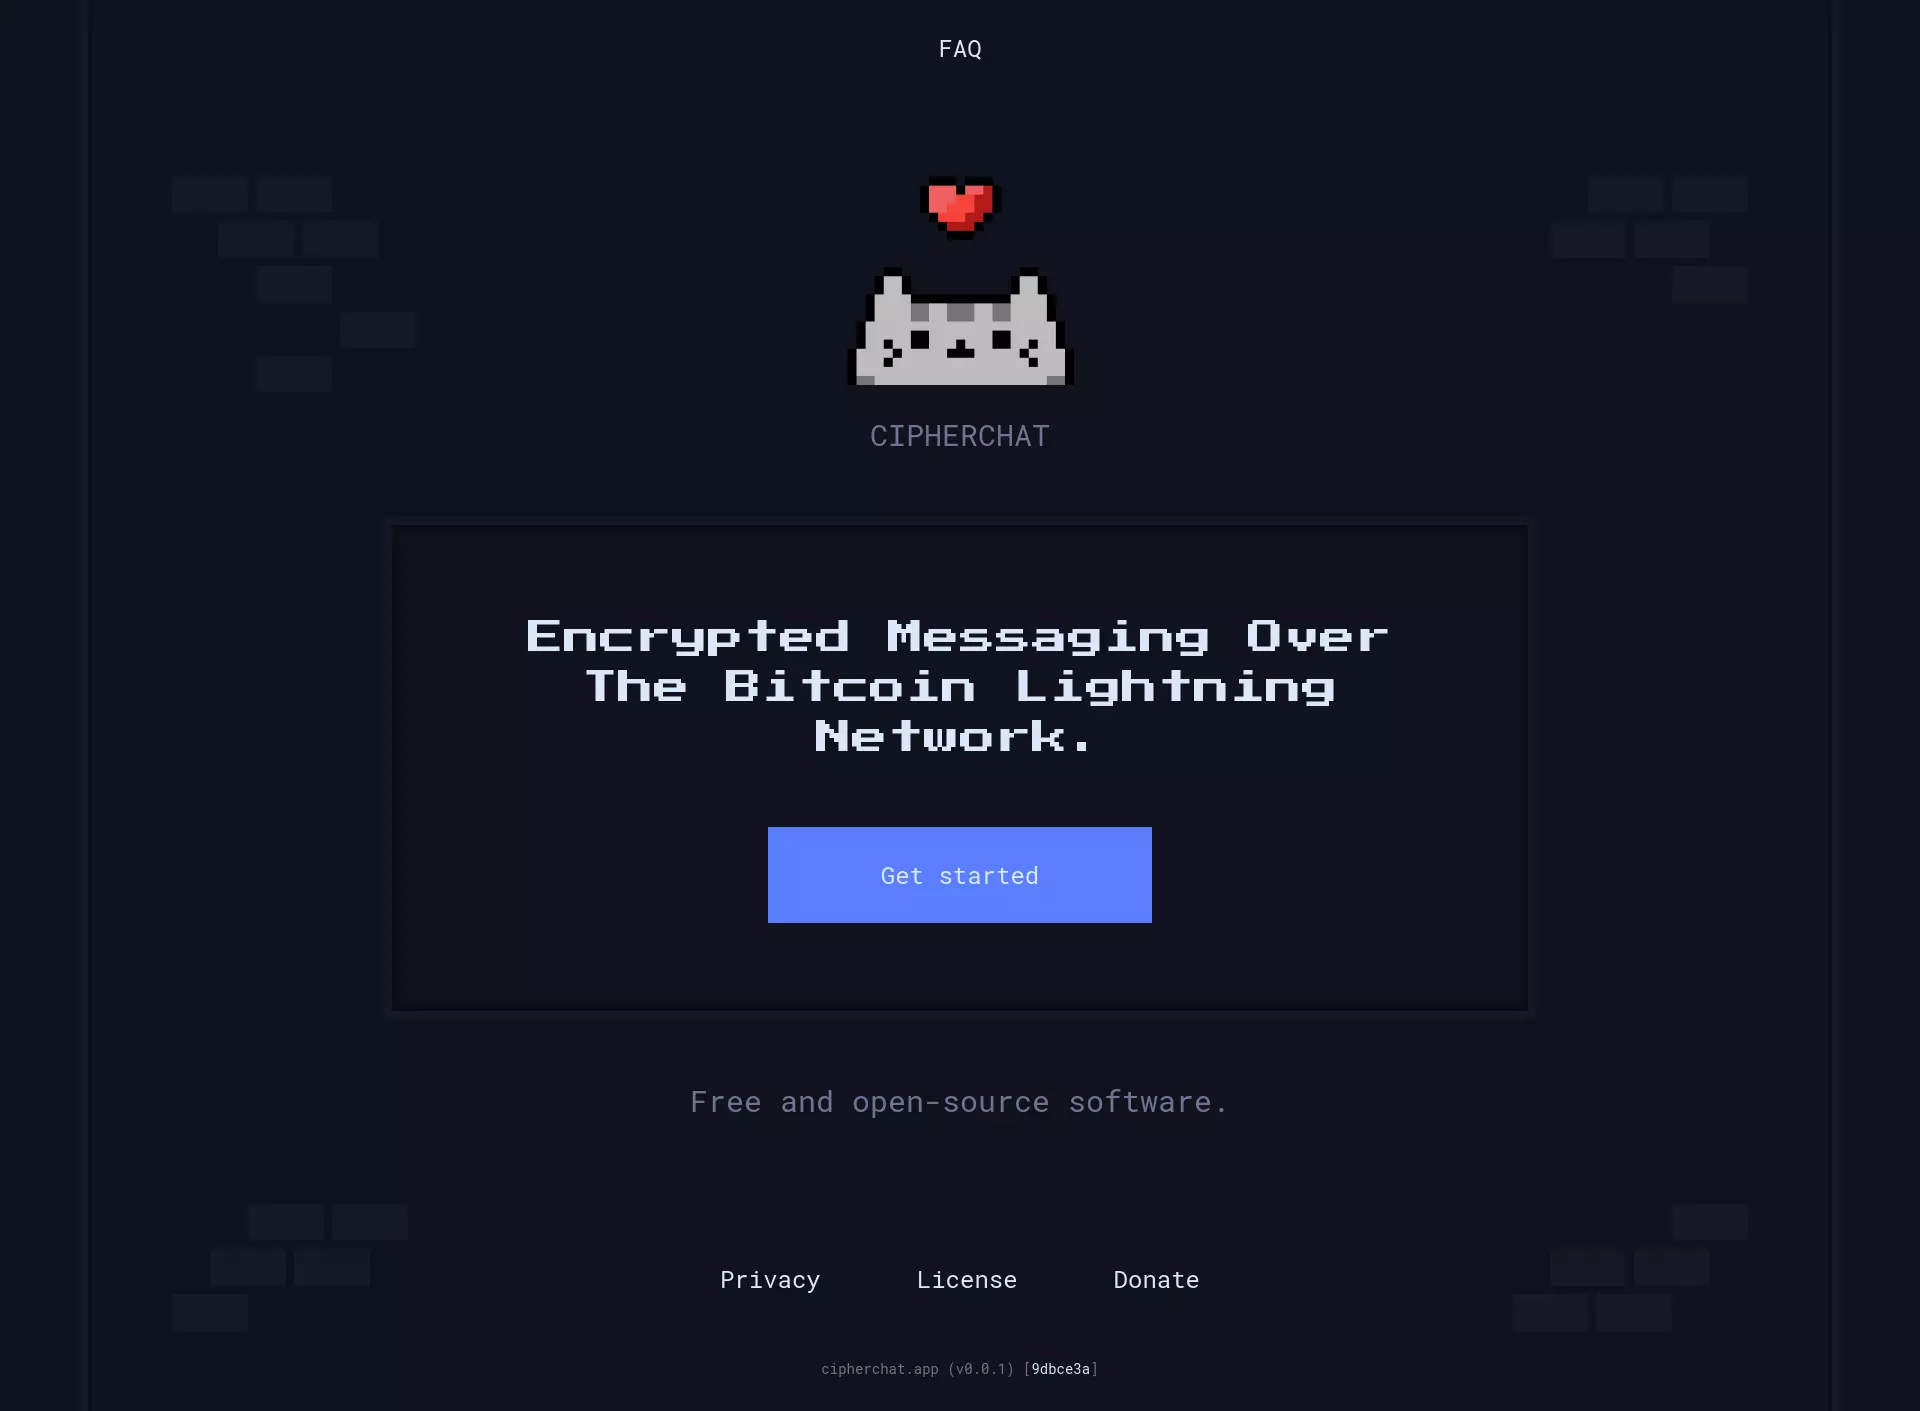 FAQ
CIPHERCHAT
Encrypted Messaging Over
The Bitcoin Lightning
Network.
Get started
Free and open-source software.
Privacy License Donate
cipherchat.app (v0.0.1) [9dbce3a]